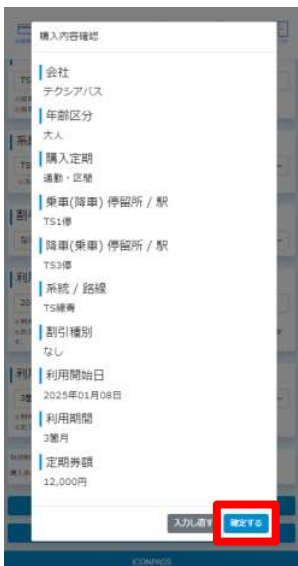 購入内容確認
会社
テクシアバス
年齢区分
大人
購入定期
通勤・区間
乗車(降車) 停留所 / 駅
TS1停
降車(乗車) 停留所 / 駅
TS3停
系統 / 路線
割引種別
なし
利用開始日
2025年01月08日
利用期間
3箇月
定期券額
12,000円
入力し直す
確定する
ICONPASS